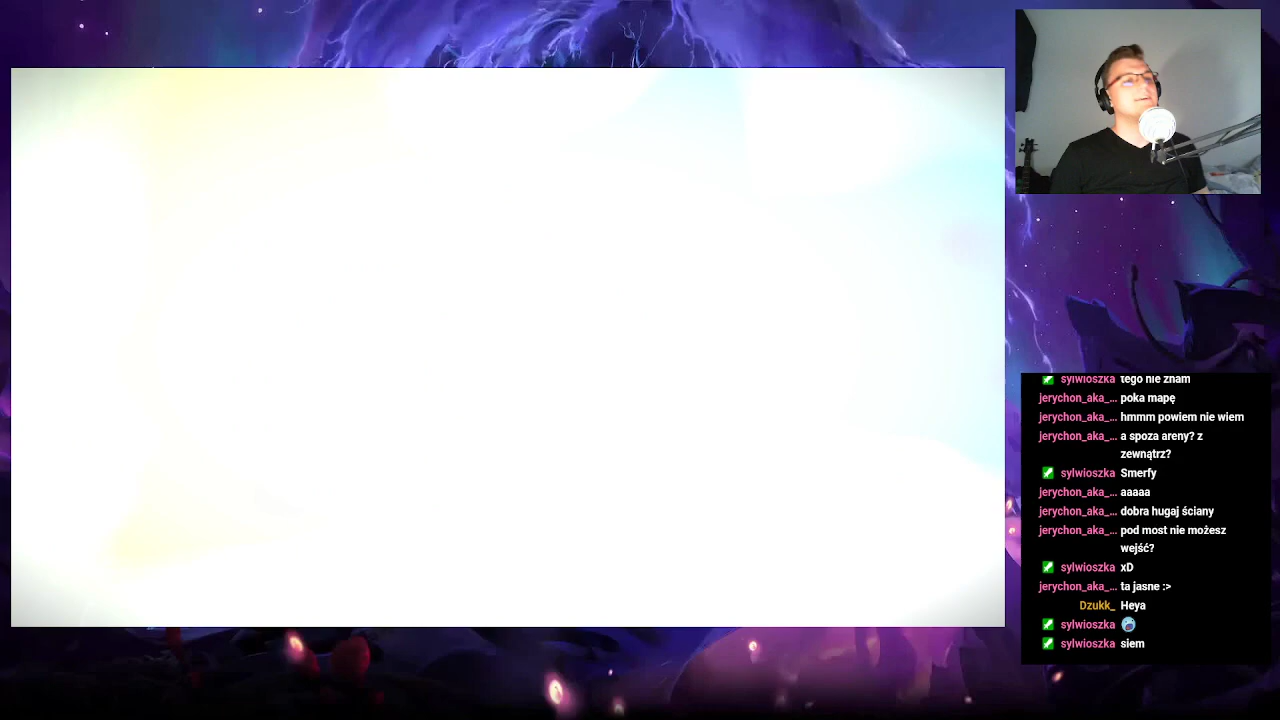 sylwioszka tego nie znam
jerychon_aka_... poka mapę
jerychon_aka_... hmmm powiem nie wiem
jerychon_aka_... a spoza areny? z
zewnątrz?
sylwioszka Smerfy
jerychon_aka_... aaaaa
jerychon_aka_... dobra hugaj ściany
jerychon_aka_... pod most nie możesz
wejść?
sylwioszka xD
jerychon_aka_... ta jasne :>
Dzukk_ Heya
sylwioszka
sylwioszka siem